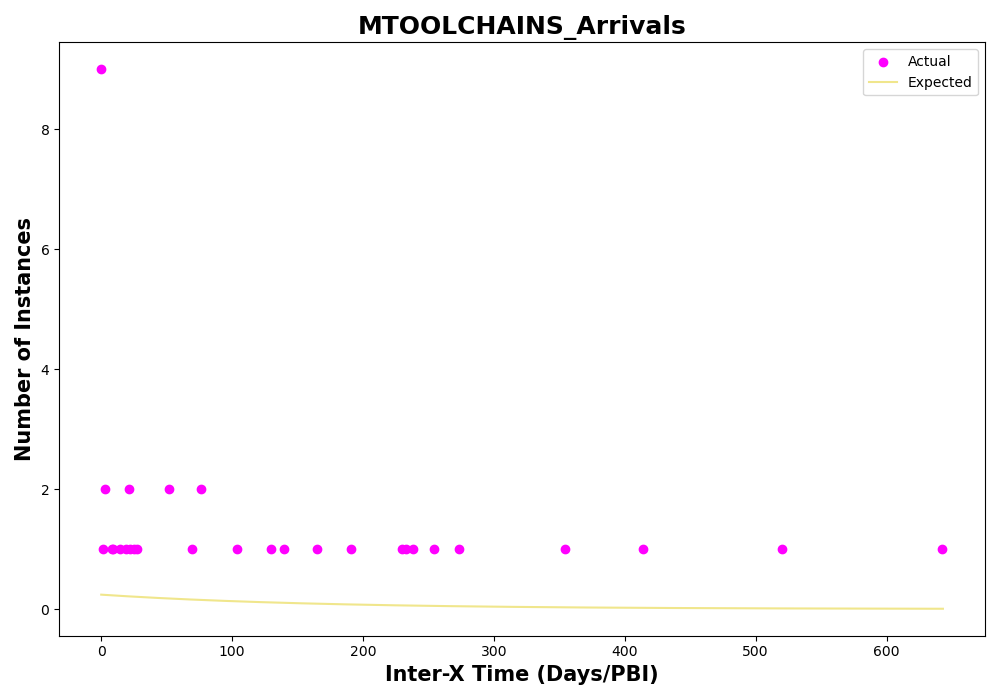 MTOOLCHAINS_Arrivals
Actual
Expected
Number of Instances
8
6
4
2
0
0 100 200 300 400 500 600
Inter-X Time (Days/PBI)